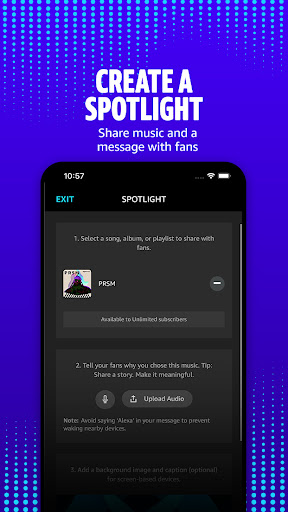 CREATE A
SPOTLIGHT
Share music and a
message with fans
10:57
EXIT
SPOTLIGHT
1. Select a song, album, or playlist to share with
fans.
PRSM
PRSM
Available to Unlimited subscribers
2. Tell your fans why you chose this music. Tip:
Share a story. Make it meaningful.
Upload Audio
Note: Avoid saying 'Alexa' in your message to prevent
waking nearby devices.
3. Add a background image and caption (optional)
for screen-based devices.